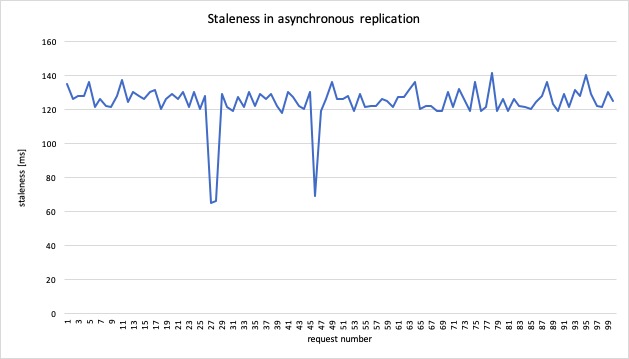 Staleness in asynchronous replication
160
140
120
100
80
60
40
20
0
staleness [ms]
1 3 5 7 9 11 13 15 17 19 21 23 25 27 29 31 33 35 37 39 41 43 45 47 49 51 53 55 57 59 61 63 65 67 69 71 73 75 77 79 81 83 85 87 89 91 93 95 97 99
request number